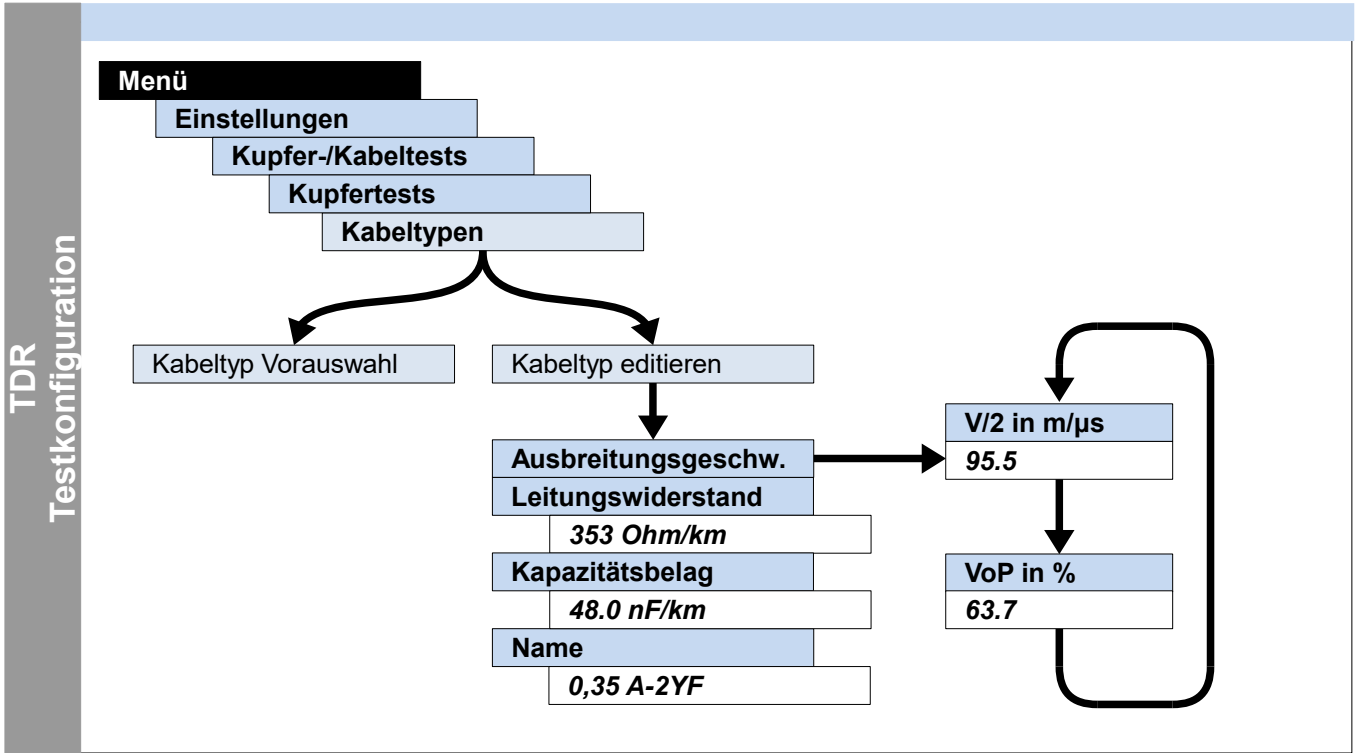 TDR
Testkonfiguration
Menü
Einstellungen
Kupfer-/Kabeltests
Kupfertests
Kabeltypen
Kabeltyp Vorauswahl
Kabeltyp editieren
Ausbreitungsgeschw.
Leitungswiderstand
353 Ohm/km
Kapazitätsbelag
48.0 nF/km
Name
0,35 A-2YF
V/2 in m/µs
95.5
VoP in %
63.7